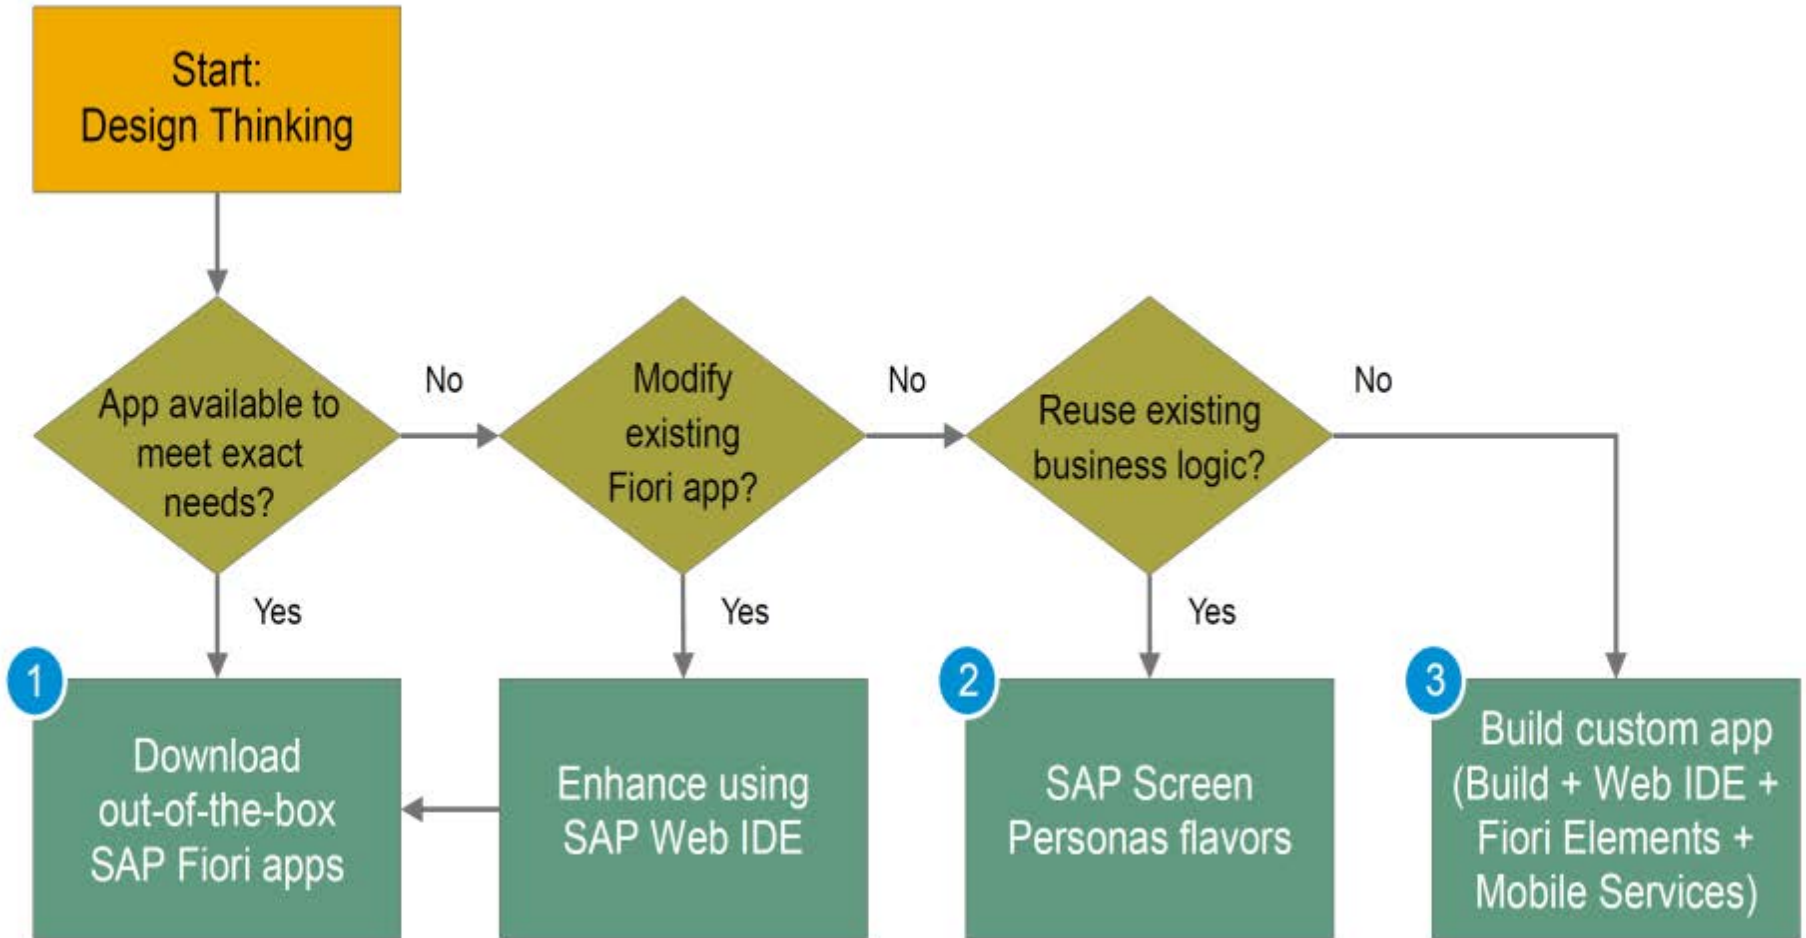 Start:
Design Thinking
App available to
meet exact
needs?
No
Modify
existing
Fiori app?
No
Reuse existing
business logic?
No
Yes
Yes
Yes
1
Download
out-of-the-box
SAP Fiori apps
Enhance using
SAP Web IDE
2
SAP Screen
Personas flavors
3
Build custom app
(Build + Web IDE +
Fiori Elements +
Mobile Services)